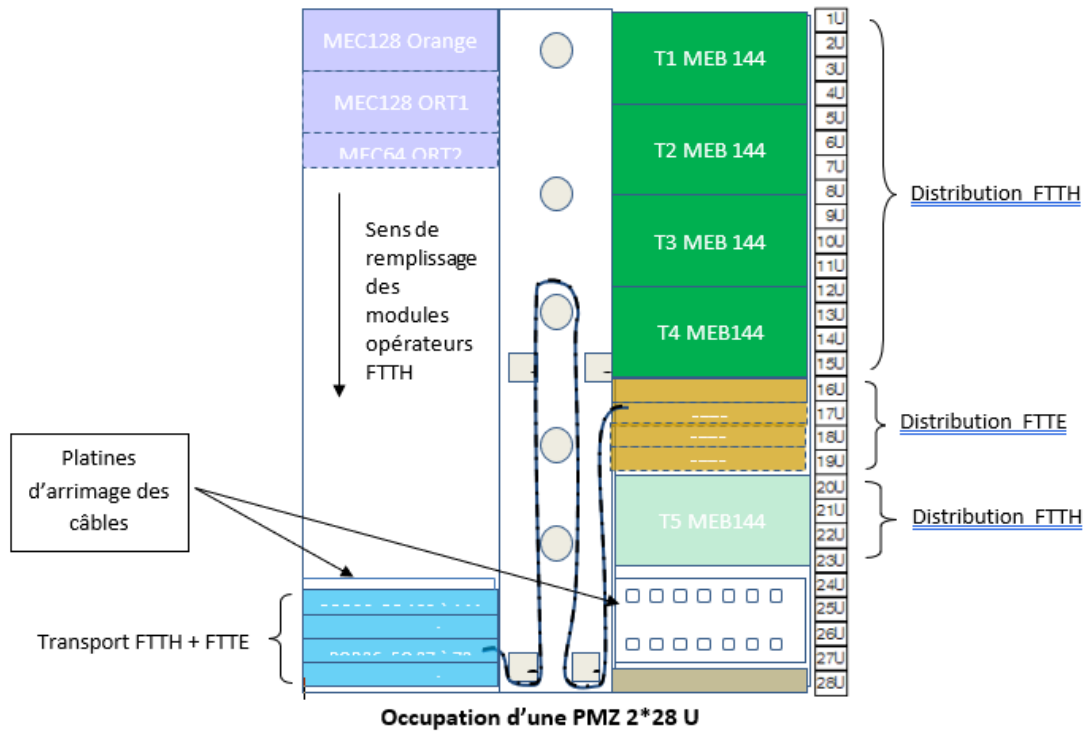 MEC128 Orange
MEC128 ORT1
MEC64 ORT2
Sens de
remplissage
des
modules
opérateurs
FTTH
Platines
d’arrimage des
câbles
Transport FTTH + FTTE
T1 MEB 144
T2 MEB 144
T3 MEB 144
T4 MEB144
T5 MEB144
1U
2U
3U
4U
5U
6U
7U
8U
9U
10U
11U
12U
13U
14U
15U
16U
17U
18U
19U
20U
21U
22U
23U
24U
25U
26U
27U
28U
Distribution FTTH
Distribution FTTE
Distribution FTTH
Occupation d’une PMZ 2*28 U